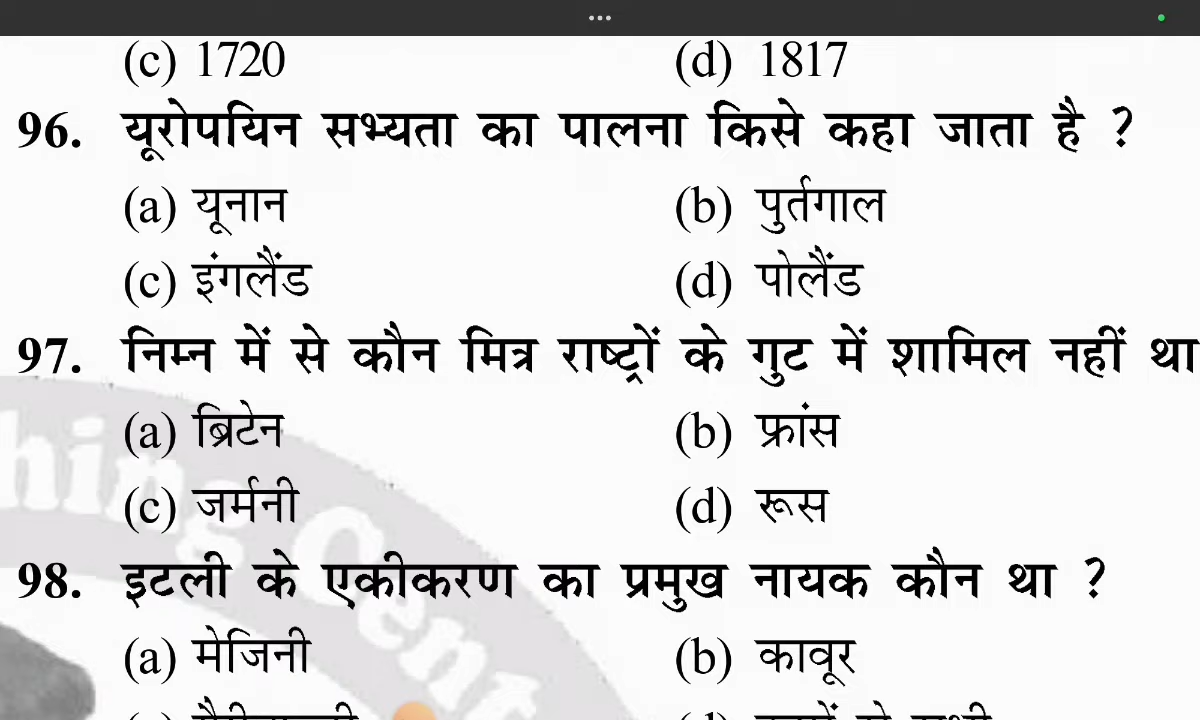 (c) 1720 (d) 1817
96. यूरोपयिन सभ्यता का पालना किसे कहा जाता है ?
(a) यूनान (b) पुर्तगाल
(c) इंगलैंड (d) पोलैंड
97. निम्न में से कौन मित्र राष्ट्रों के गुट में शामिल नहीं था
(a) ब्रिटेन (b) फ्रांस
(c) जर्मनी (d) रूस
98. इटली के एकीकरण का प्रमुख नायक कौन था ?
(a) मेजिनी (b) कावूर